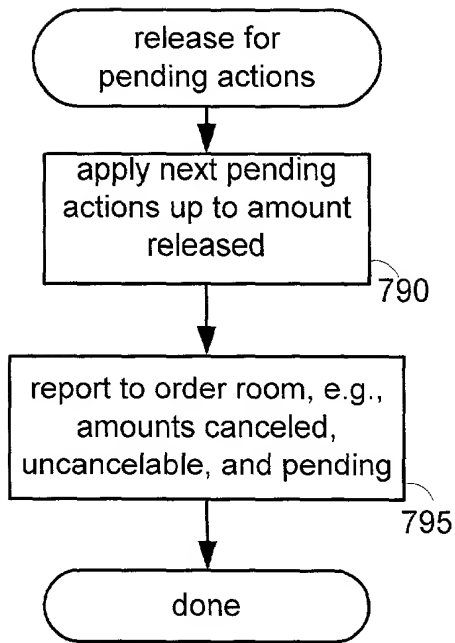 release for
pending actions
apply next pending
actions up to amount
released
790
report to order room, e.g.,
amounts canceled,
uncancelable, and pending
795
done